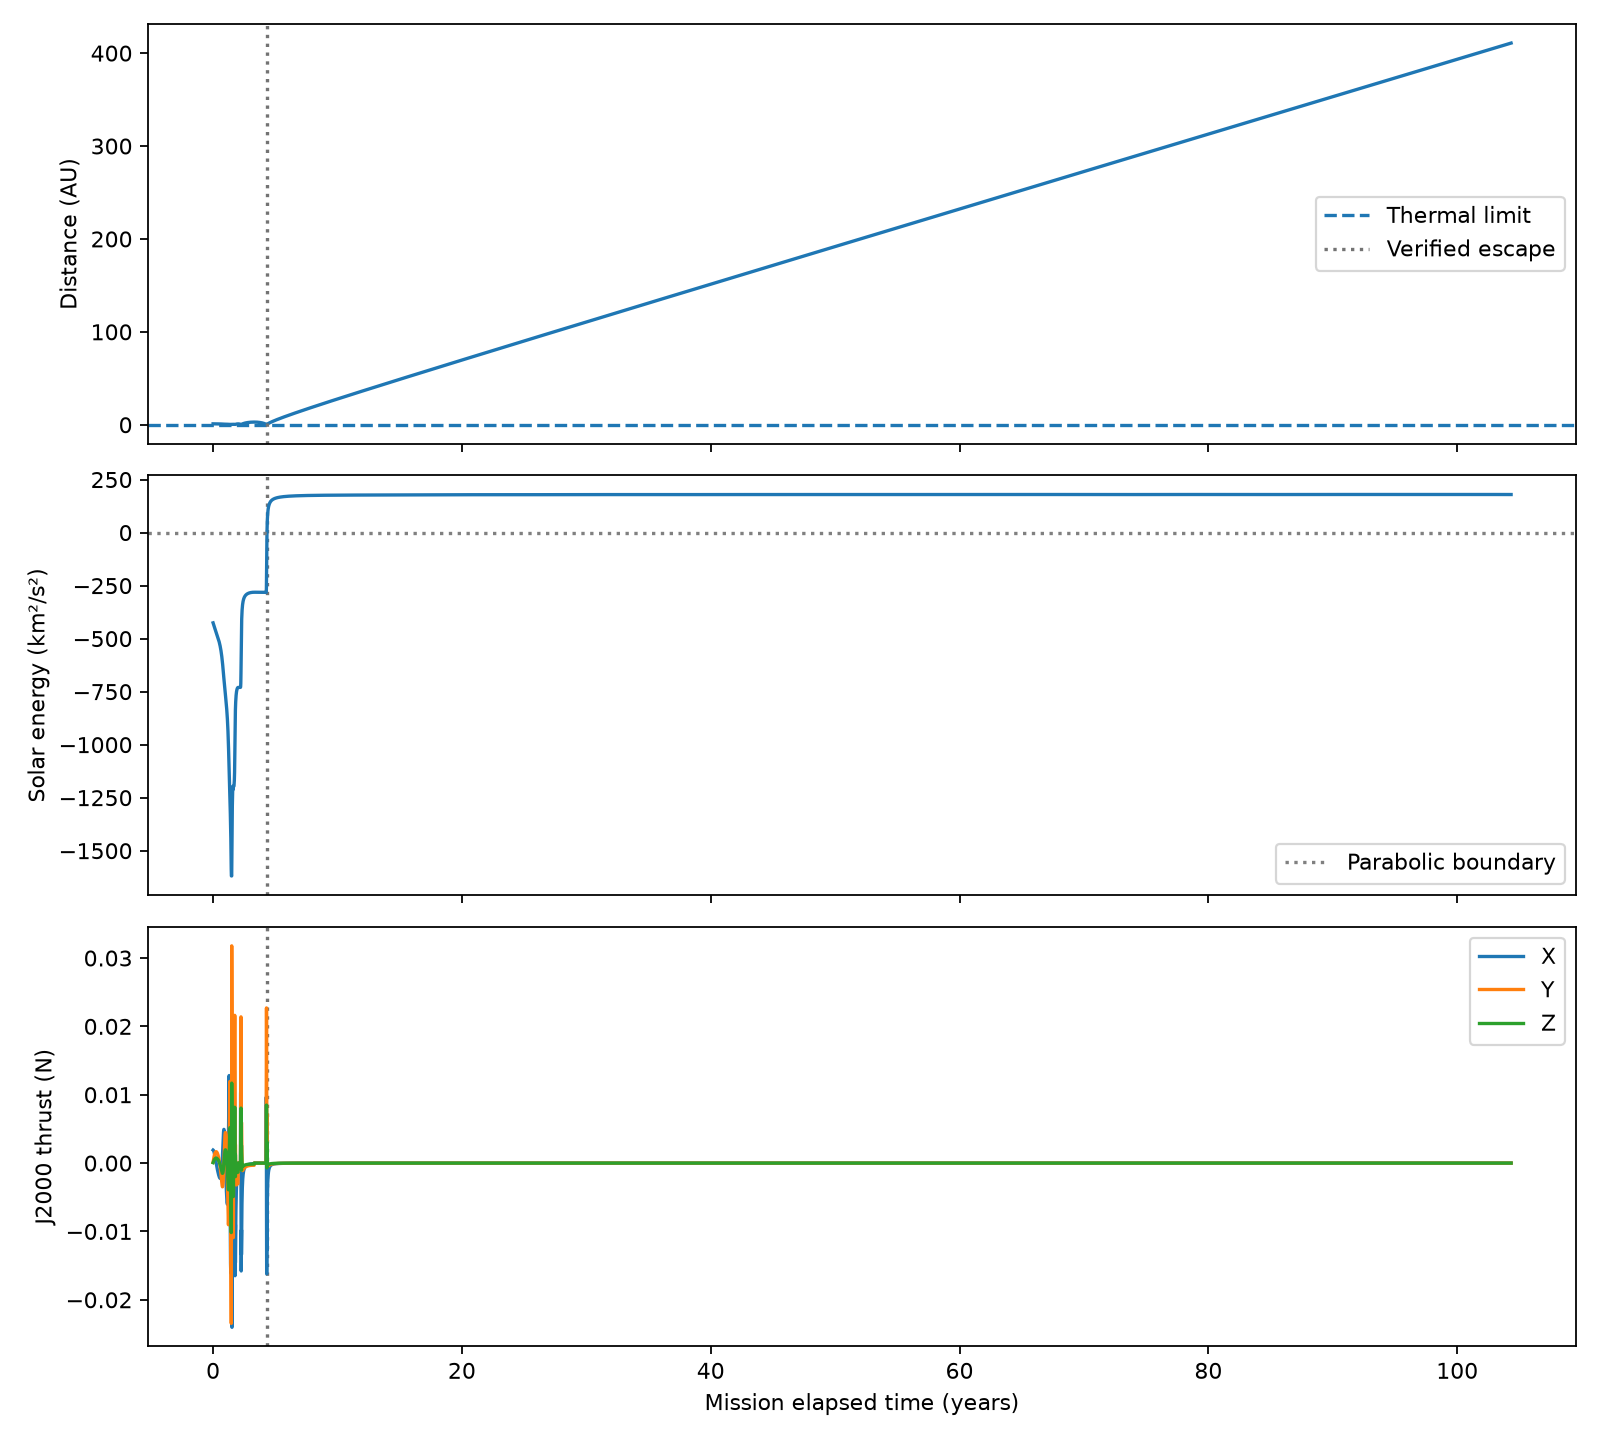 400
300
200
100
0
Distance (AU)
Thermal limit
Verified escape
250
0
−250
−500
−750
−1000
−1250
−1500
Solar energy (km²/s²)
Parabolic boundary
0.03
0.02
0.01
0.00
−0.01
−0.02
J2000 thrust (N)
X
Y
Z
0 20 40 60 80 100
Mission elapsed time (years)